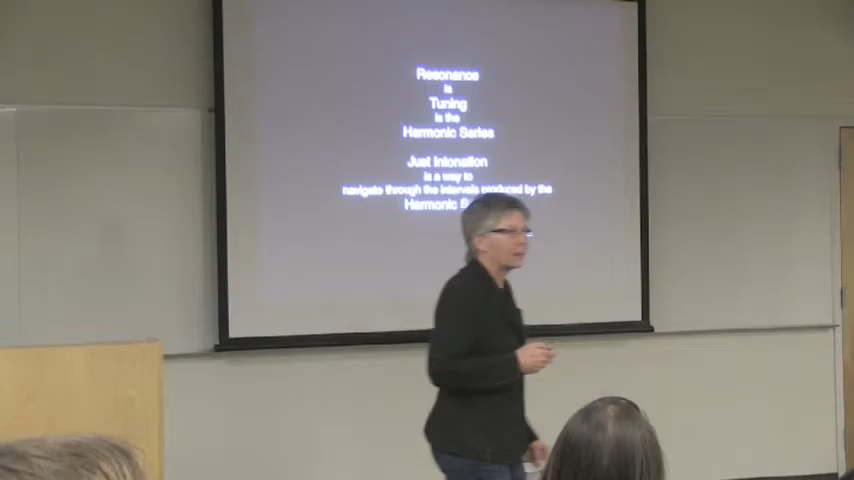 Resonance
is
Tuning
is the
Harmonic Series
Just Intonation
is a way to
navigate through the intervals produced by the
Harmonic